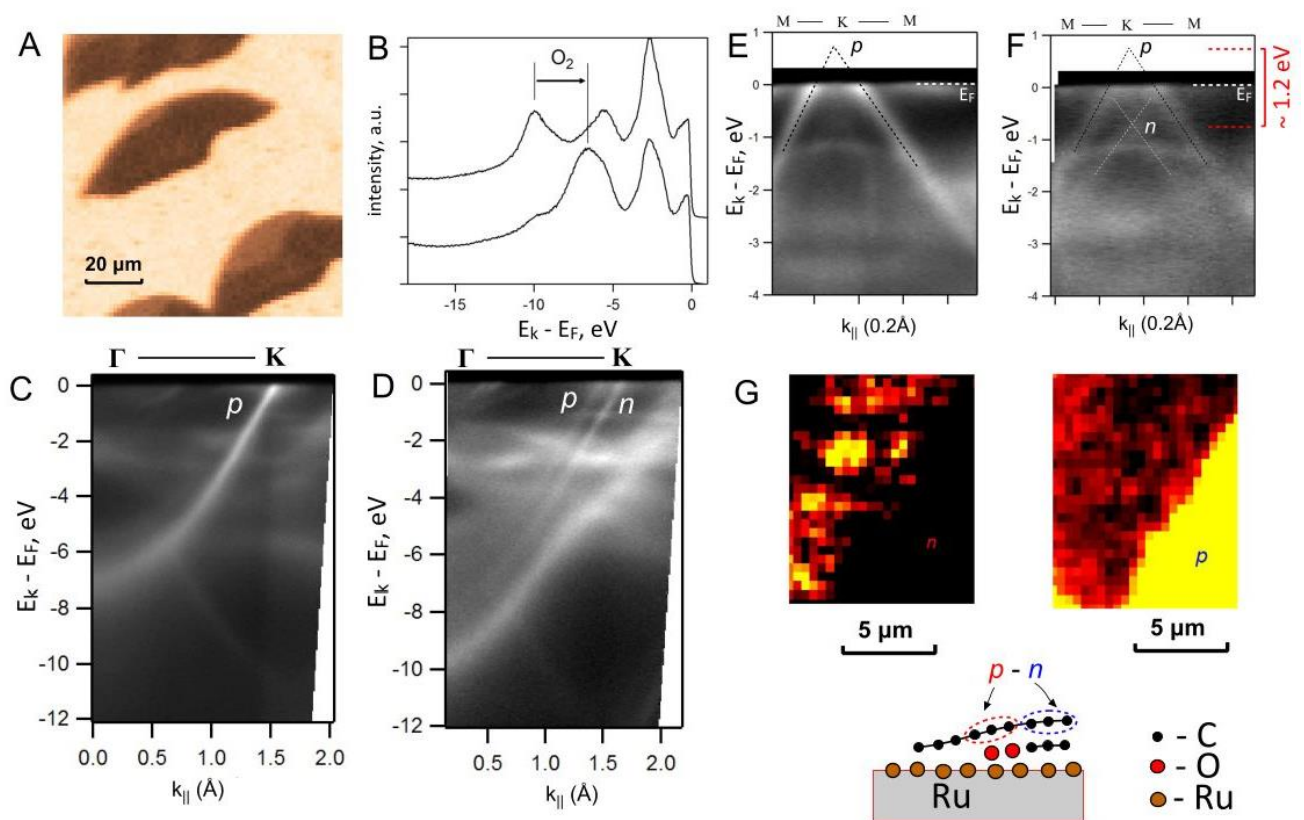 A
20 µm
B
O2
intensity, a.u.
-15
-10
-5
0
Ek - EF, eV
M — K — M
E
p
EF
1
0
-1
-2
-3
-4
Ek - EF, eV
k|| (0.2Å)
M — K — M
F
p
n
EF
~ 1.2 eV
1
0
-1
-2
-3
-4
Ek - EF, eV
k|| (0.2Å)
Γ — K
C
p
0
-2
-4
-6
-8
-10
-12
Ek - EF, eV
0.0
0.5
1.0
1.5
2.0
k|| (Å)
Γ — K
D
p
n
0
-2
-4
-6
-8
-10
-12
Ek - EF, eV
0.5
1.0
1.5
2.0
k|| (Å)
G
n
5 µm
p
5 µm
p - n
Ru
- C
- O
- Ru